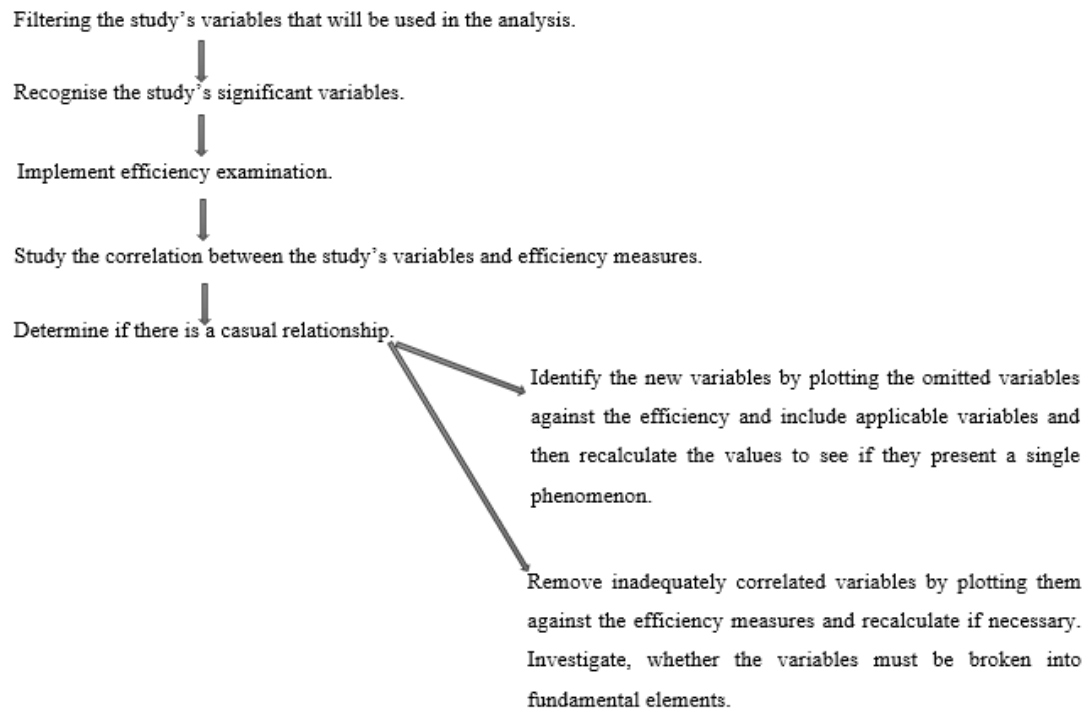 Filtering the study’s variables that will be used in the analysis.
Recognise the study’s significant variables.
Implement efficiency examination.
Study the correlation between the study’s variables and efficiency measures.
Determine if there is a casual relationship.
Identify the new variables by plotting the omitted variables
against the efficiency and include applicable variables and
then recalculate the values to see if they present a single
phenomenon.
Remove inadequately correlated variables by plotting them
against the efficiency measures and recalculate if necessary.
Investigate, whether the variables must be broken into
fundamental elements.